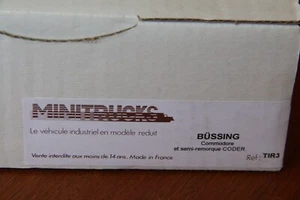 MINITRUCKS
Le véhicule industriel en modèle réduit
Vente interdite aux moins de 14 ans. Made in France
BÜSSING
Commodore
et semi-remorque CODER
Réf.: TIR3